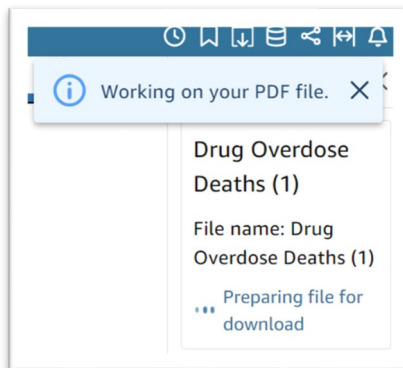 Working on your PDF file.
Drug Overdose
Deaths (1)
File name: Drug
Overdose Deaths (1)
Preparing file for
download